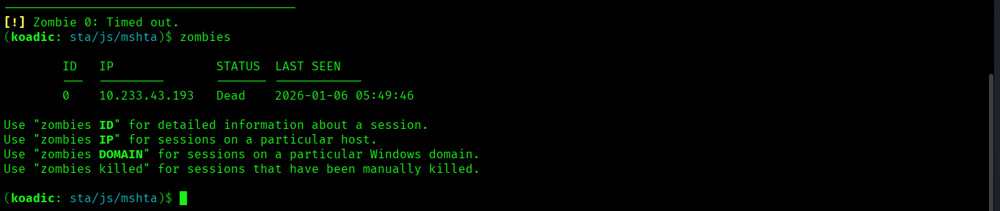 [!] Zombie 0: Timed out.
(koadic: sta/js/mshta)$ zombies
ID IP STATUS LAST SEEN
0 10.233.43.193 Dead 2026-01-06 05:49:46
Use "zombies ID" for detailed information about a session.
Use "zombies IP" for sessions on a particular host.
Use "zombies DOMAIN" for sessions on a particular Windows domain.
Use "zombies killed" for sessions that have been manually killed.
(koadic: sta/js/mshta)$